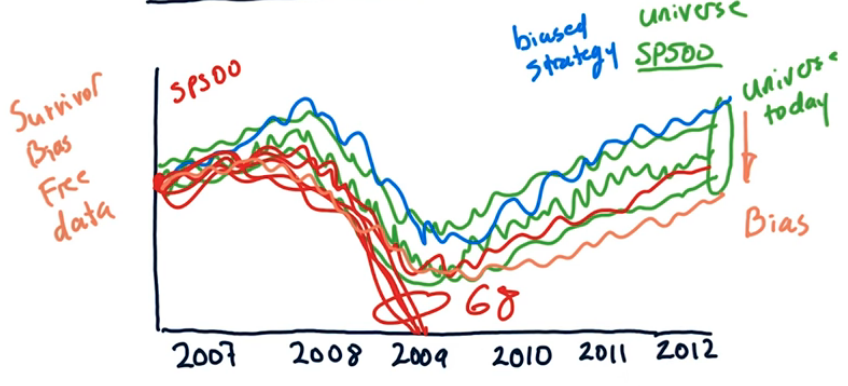 universe
biased
strategy
SP500
SP500
universe
today
Survivor
Bias
Free
data
Bias
68
2007 2008 2009 2010 2011 2012